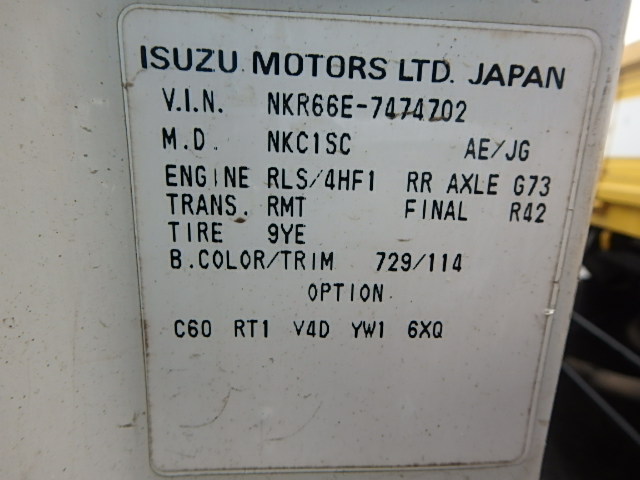 ISUZU MOTORS LTD. JAPAN
V.I.N. NKR66E-7474702
M.D. NKC1SC AE/JG
ENGINE RLS/4HF1 RR AXLE G73
TRANS. RMT FINAL R42
TIRE 9YE
B.COLOR/TRIM 729/114
OPTION
C60 RT1 V4D YW1 6XQ